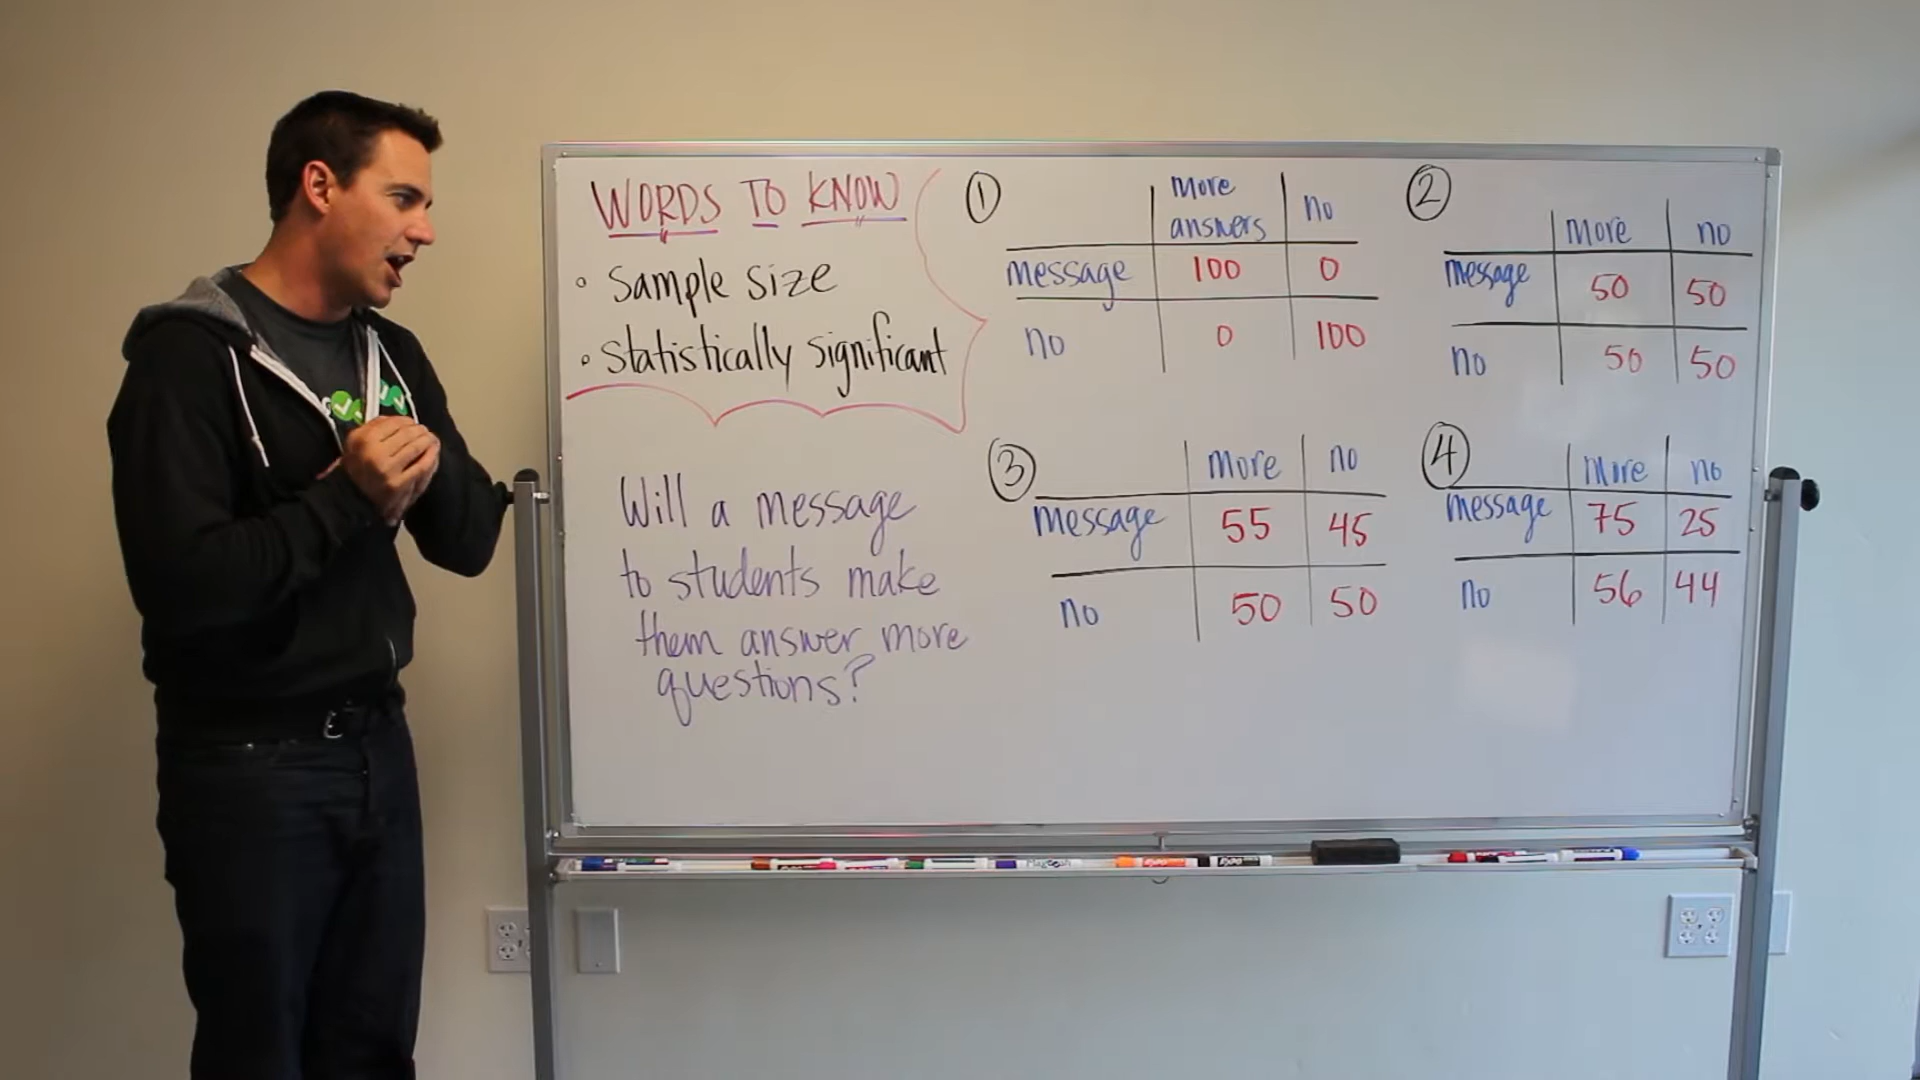 WORDS TO KNOW
• sample size
• statistically significant
Will a message
to students make
them answer more
questions?
①
more
answers
no
message 100 0
no 0 100
②
more no
message 50 50
no 50 50
③
more no
message 55 45
no 50 50
④
more no
message 75 25
no 56 44